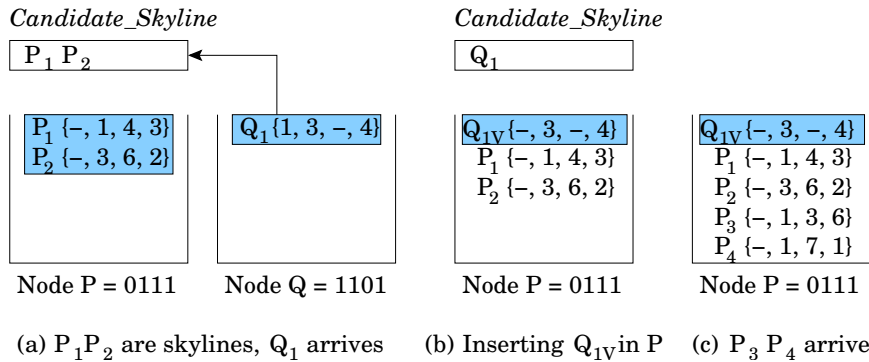 Candidate_Skyline
P1 P2
P1 {–, 1, 4, 3}
P2 {–, 3, 6, 2}
Node P = 0111
Q1 {1, 3, –, 4}
Node Q = 1101
(a) P1P2 are skylines, Q1 arrives
Candidate_Skyline
Q1
Q1V {–, 3, –, 4}
P1 {–, 1, 4, 3}
P2 {–, 3, 6, 2}
Node P = 0111
(b) Inserting Q1V in P
Q1V {–, 3, –, 4}
P1 {–, 1, 4, 3}
P2 {–, 3, 6, 2}
P3 {–, 1, 3, 6}
P4 {–, 1, 7, 1}
Node P = 0111
(c) P3 P4 arrive